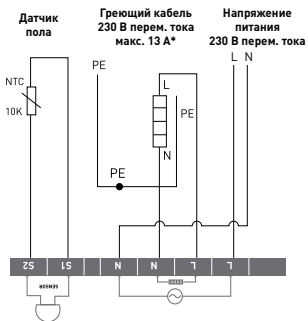 Датчик
пола
Греющий кабель
230 В перем. тока
макс. 13 А*
Напряжение
питания
230 В перем. тока
L N
NTC
10K
PE
L
PE
N
PE
S2 S1 N N L L
SENSOR